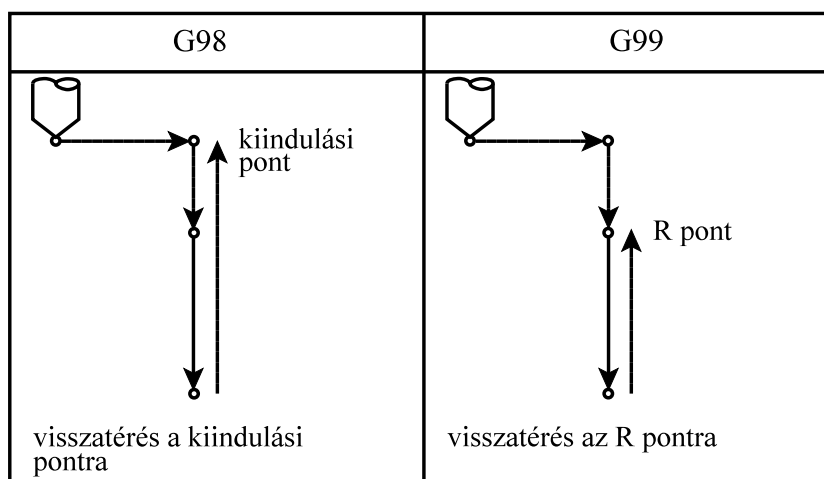 G98
G99
kiindulási
pont
R pont
visszatérés a kiindulási
pontra
visszatérés az R pontra